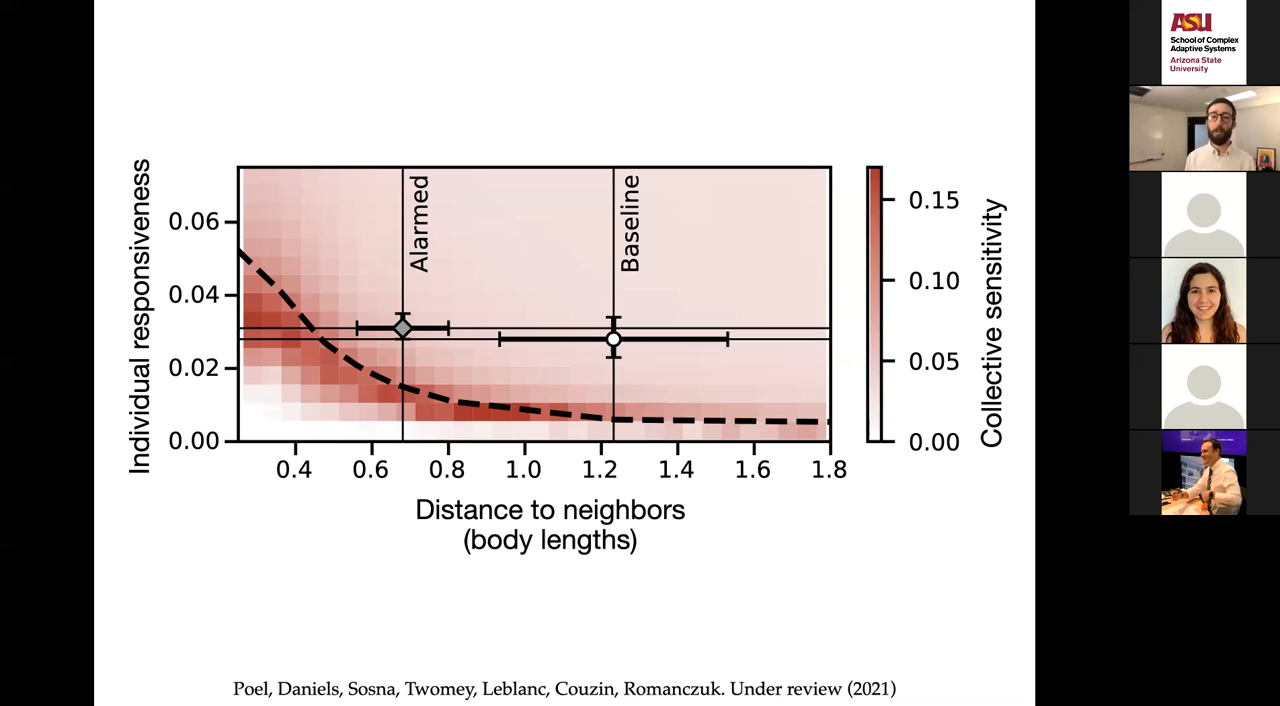 Individual responsiveness
0.06
0.04
0.02
0.00
Alarmed
Baseline
0.4 0.6 0.8 1.0 1.2 1.4 1.6 1.8
Distance to neighbors
(body lengths)
0.15
0.10
0.05
0.00
Collective sensitivity
Poel, Daniels, Sosna, Twomey, Leblanc, Couzin, Romanczuk. Under review (2021)
ASU
School of Complex
Adaptive Systems
Arizona State
University